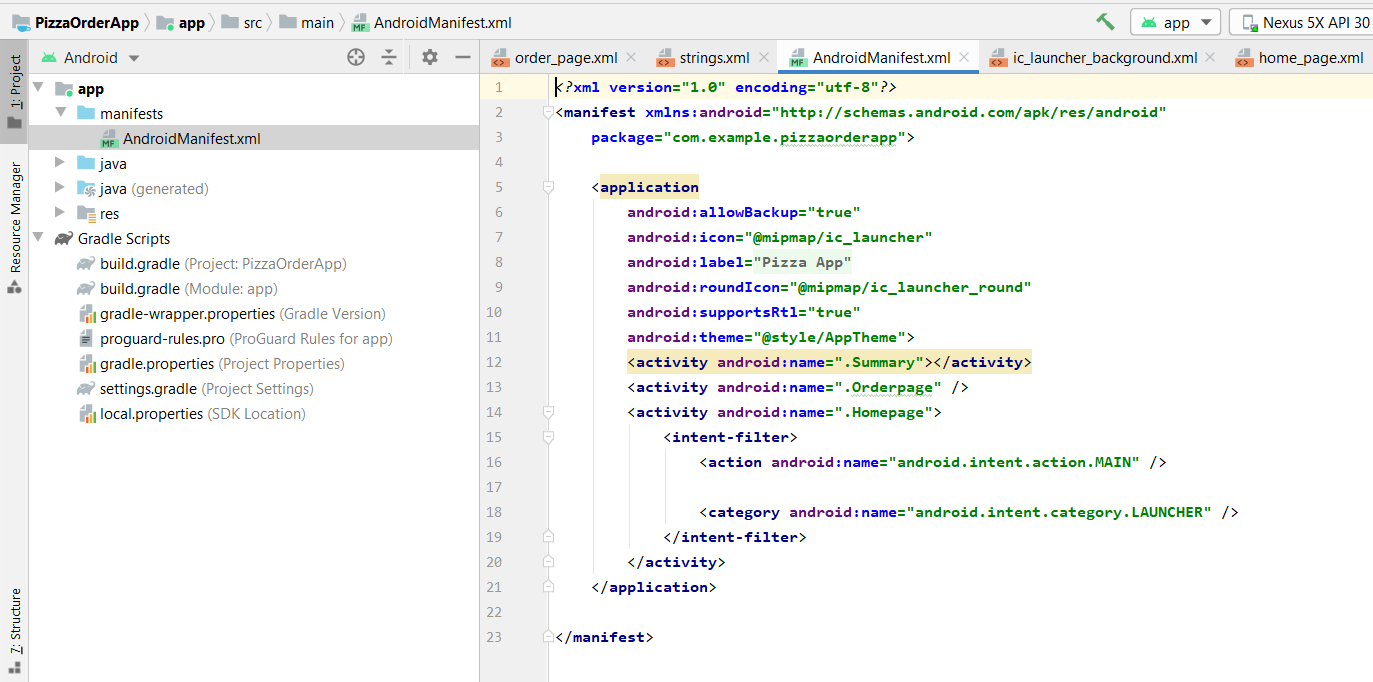 PizzaOrderApp app src main AndroidManifest.xml app Nexus 5X API 30
1: Project
Resource Manager
7: Structure
Android
app
manifests
AndroidManifest.xml
java
java (generated)
res
Gradle Scripts
build.gradle (Project: PizzaOrderApp)
build.gradle (Module: app)
gradle-wrapper.properties (Gradle Version)
proguard-rules.pro (ProGuard Rules for app)
gradle.properties (Project Properties)
settings.gradle (Project Settings)
local.properties (SDK Location)
order_page.xml strings.xml AndroidManifest.xml ic_launcher_background.xml home_page.xml
1 <?xml version="1.0" encoding="utf-8"?>
2 <manifest xmlns:android="http://schemas.android.com/apk/res/android"
3 package="com.example.pizzaorderapp">
4
5 <application
6 android:allowBackup="true"
7 android:icon="@mipmap/ic_launcher"
8 android:label="Pizza App"
9 android:roundIcon="@mipmap/ic_launcher_round"
10 android:supportsRtl="true"
11 android:theme="@style/AppTheme">
12 <activity android:name=".Summary"></activity>
13 <activity android:name=".Orderpage" />
14 <activity android:name=".Homepage">
15 <intent-filter>
16 <action android:name="android.intent.action.MAIN" />
17
18 <category android:name="android.intent.category.LAUNCHER" />
19 </intent-filter>
20 </activity>
21 </application>
22
23 </manifest>